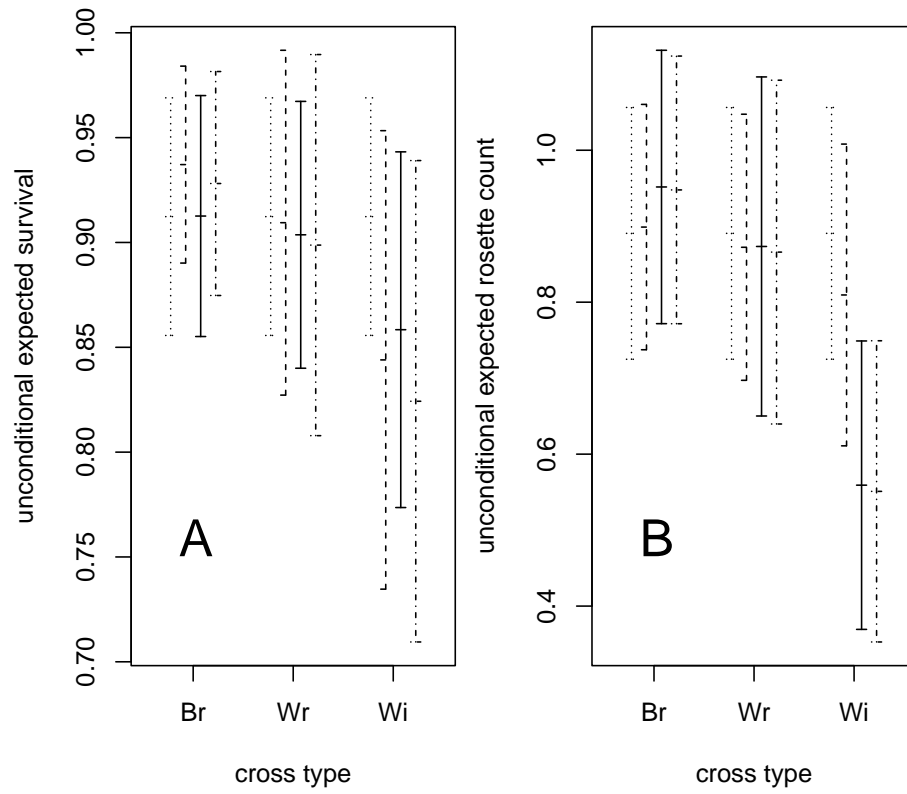 unconditional expected survival
1.00
0.95
0.90
0.85
0.80
0.75
0.70
A
Br Wr Wi
cross type
unconditional expected rosette count
1.0
0.8
0.6
0.4
B
Br Wr Wi
cross type